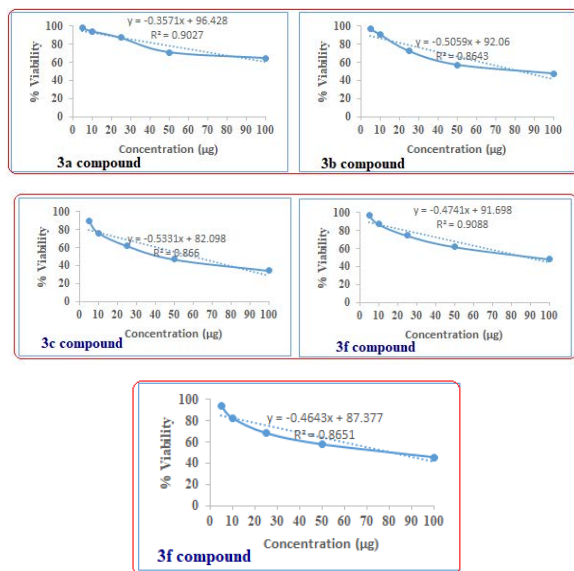 y = -0.3571x + 96.428
R² = 0.9027
% Viability
100
80
60
40
20
0
0 10 20 30 40 50 60 70 80 90 100
Concentration (µg)
3a compound
y = -0.5059x + 92.06
R² = 0.8643
% Viability
100
80
60
40
20
0
0 10 20 30 40 50 60 70 80 90 100
Concentration (µg)
3b compound
y = -0.5331x + 82.098
R² = 0.866
% Viability
100
80
60
40
20
0
0 10 20 30 40 50 60 70 80 90 100
Concentration (µg)
3c compound
y = -0.4741x + 91.698
R² = 0.9088
% Viability
100
80
60
40
20
0
0 10 20 30 40 50 60 70 80 90 100
Concentration (µg)
3f compound
y = -0.4643x + 87.377
R² = 0.8651
% Viability
100
80
60
40
20
0
0 10 20 30 40 50 60 70 80 90 100
Concentration (µg)
3f compound